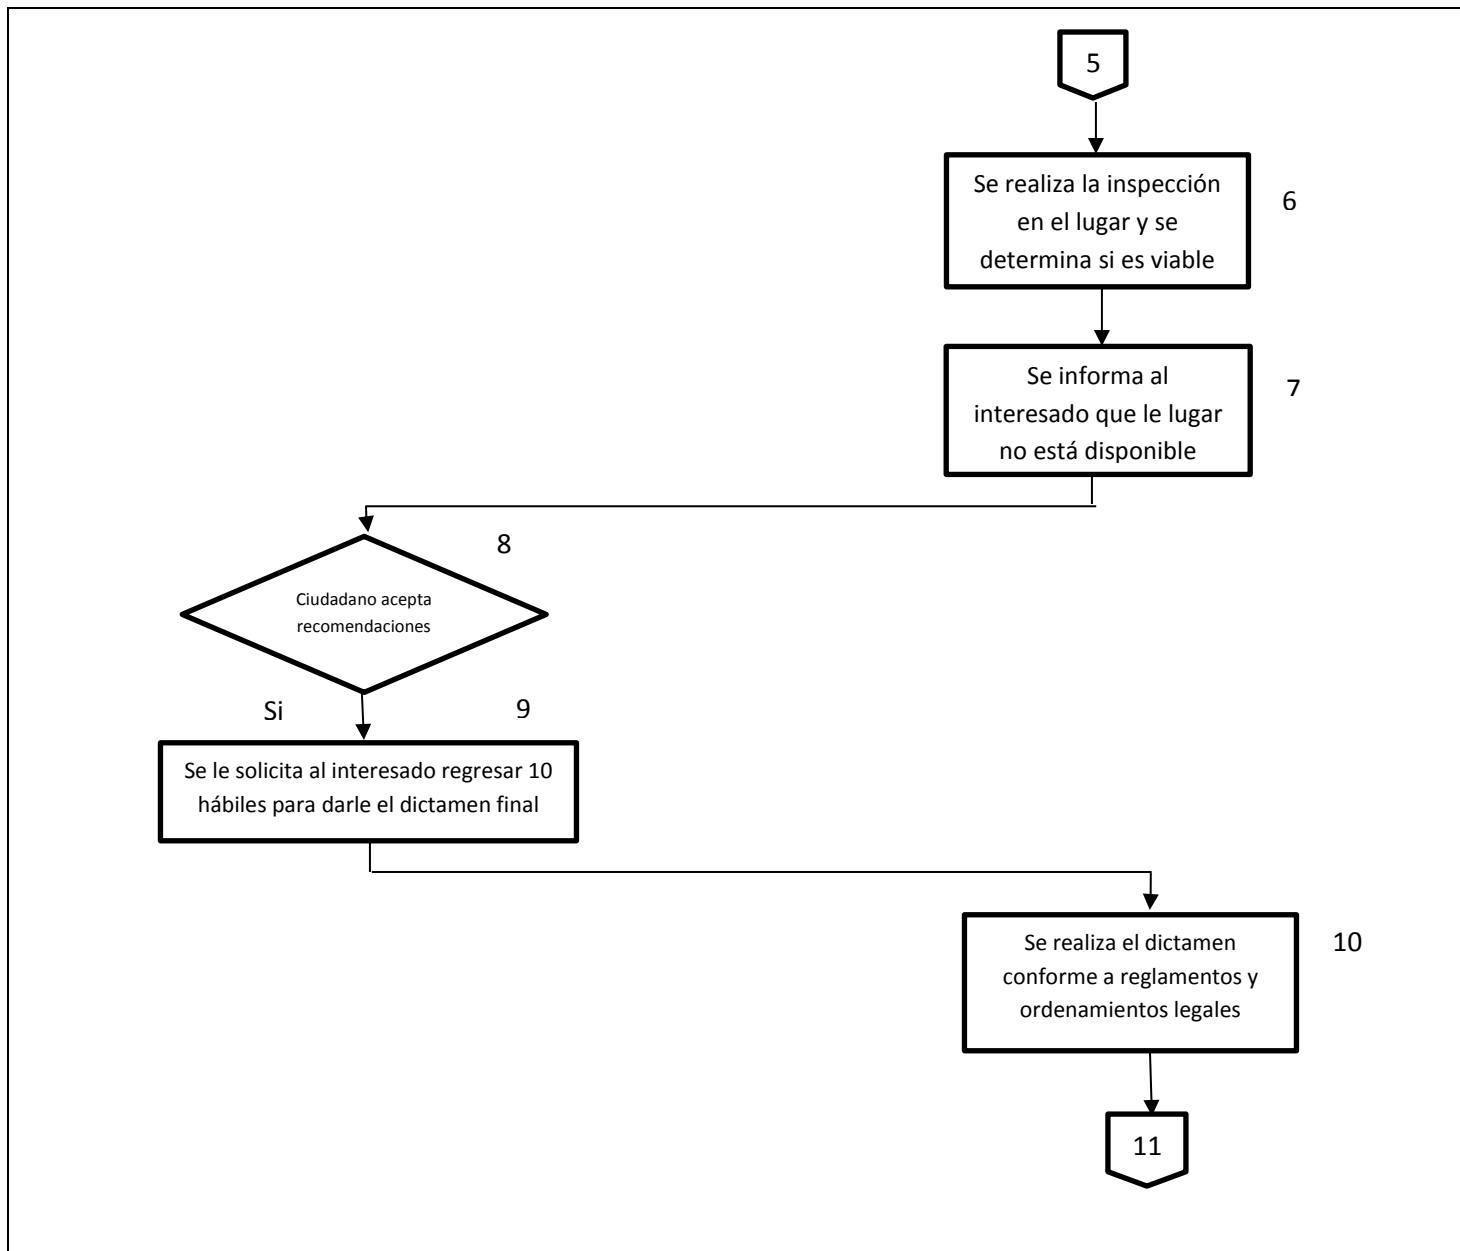 5
Se realiza la inspección
en el lugar y se
determina si es viable
6
Se informa al
interesado que le lugar
no está disponible
7
8
Ciudadano acepta
recomendaciones
Si
9
Se le solicita al interesado regresar 10
hábiles para darle el dictamen final
Se realiza el dictamen
conforme a reglamentos y
ordenamientos legales
10
11